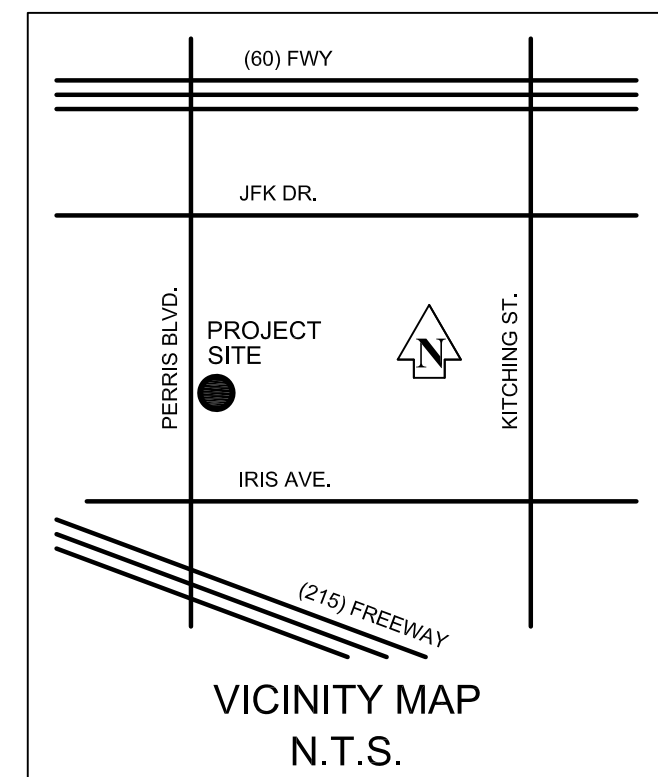 (60) FWY
JFK DR.
PERRIS BLVD.
PROJECT
SITE
N
KITCHING ST.
IRIS AVE.
(215) FREEWAY
VICINITY MAP
N.T.S.